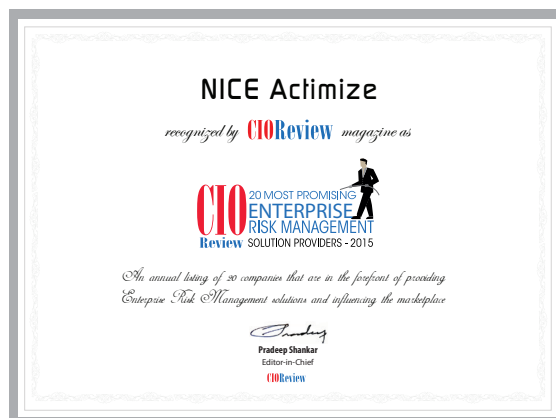 NICE Actimize
recognized by CIOReview magazine as
CIO Review
20 MOST PROMISING
ENTERPRISE
RISK MANAGEMENT
SOLUTION PROVIDERS - 2015
An annual listing of 20 companies that are in the forefront of providing
Enterprise Risk Management solutions and influencing the marketplace
Pradeep
Pradeep Shankar
Editor-in-Chief
CIOReview